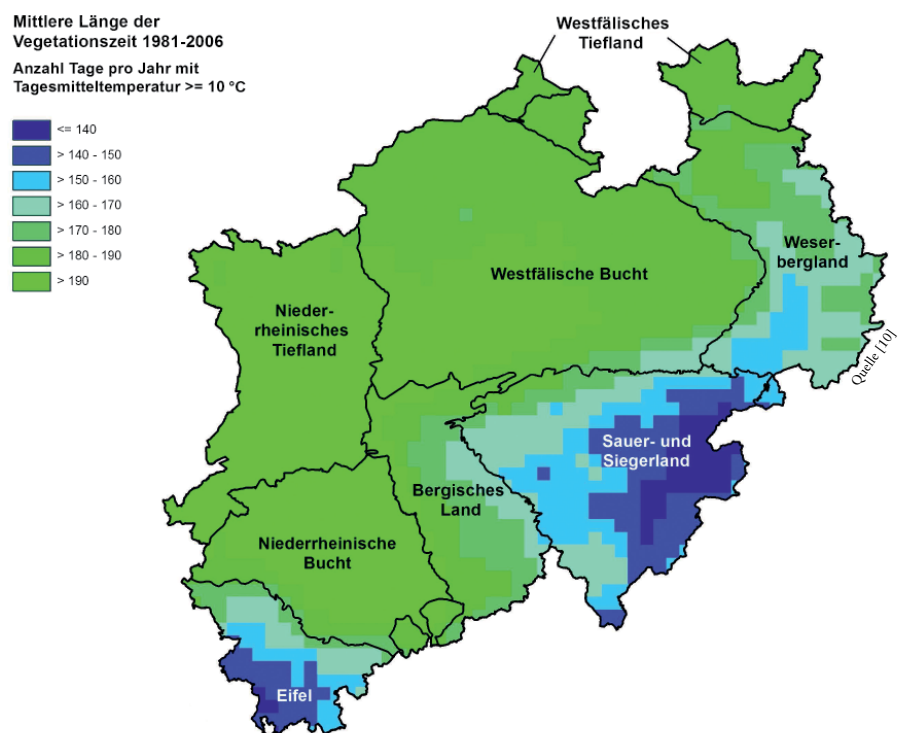 Mittlere Länge der
Vegetationszeit 1981-2006
Anzahl Tage pro Jahr mit
Tagesmitteltemperatur >= 10 °C
<= 140
> 140 - 150
> 150 - 160
> 160 - 170
> 170 - 180
> 180 - 190
> 190
Westfälisches
Tiefland
Weser-
bergland
Westfälische Bucht
Nieder-
rheinisches
Tiefland
Quelle [10]
Sauer- und
Siegerland
Bergisches
Land
Niederrheinische
Bucht
Eifel